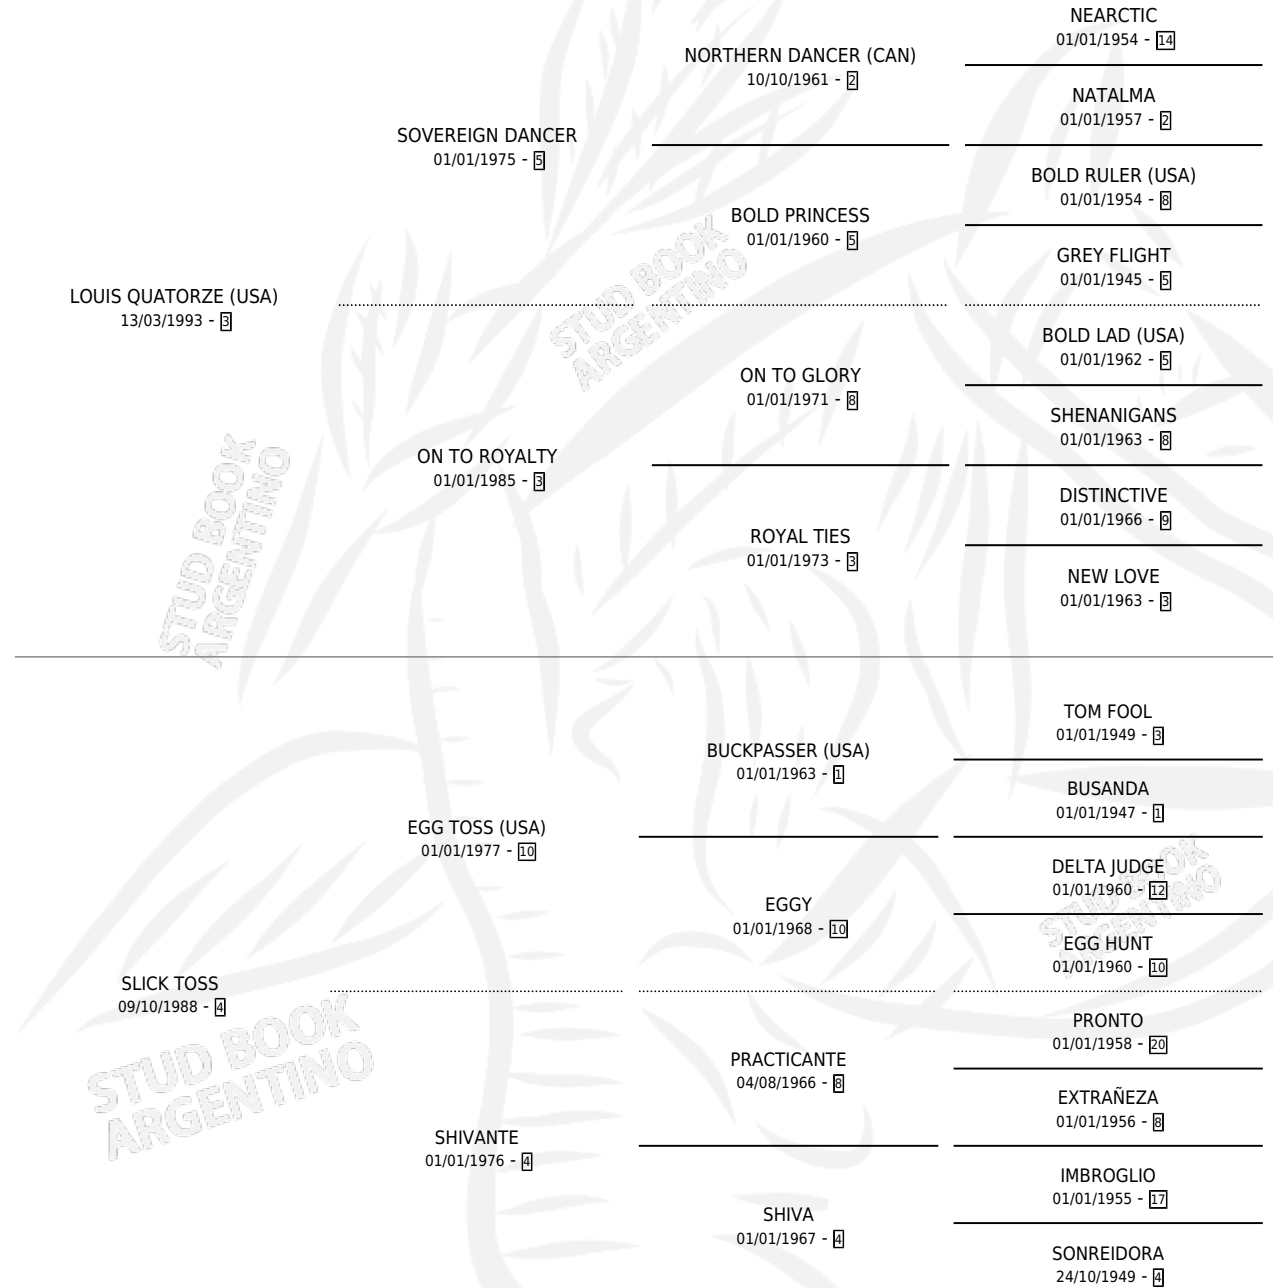 NEARCTIC
01/01/1954 - 14
NORTHERN DANCER (CAN)
10/10/1961 - 2
NATALMA
01/01/1957 - 2
SOVEREIGN DANCER
01/01/1975 - 5
BOLD RULER (USA)
01/01/1954 - 8
BOLD PRINCESS
01/01/1960 - 5
GREY FLIGHT
01/01/1945 - 5
LOUIS QUATORZE (USA)
13/03/1993 - 3
STUD BOOK
ARGENTINO
BOLD LAD (USA)
01/01/1962 - 5
ON TO GLORY
01/01/1971 - 8
SHENANIGANS
01/01/1963 - 8
ON TO ROYALTY
01/01/1985 - 3
DISTINCTIVE
01/01/1966 - 9
ROYAL TIES
01/01/1973 - 3
NEW LOVE
01/01/1963 - 3
STUD BOOK
ARGENTINO
TOM FOOL
01/01/1949 - 3
BUCKPASSER (USA)
01/01/1963 - 1
BUSANDA
01/01/1947 - 1
EGG TOSS (USA)
01/01/1977 - 10
DELTA JUDGE
01/01/1960 - 12
EGGY
01/01/1968 - 10
EGG HUNT
01/01/1960 - 10
STUD BOOK
ARGENTINO
SLICK TOSS
09/10/1988 - 4
PRONTO
01/01/1958 - 20
PRACTICANTE
04/08/1966 - 8
EXTRAÑEZA
01/01/1956 - 8
STUD BOOK
ARGENTINO
SHIVANTE
01/01/1976 - 4
IMBROGLIO
01/01/1955 - 17
SHIVA
01/01/1967 - 4
SONREIDORA
24/10/1949 - 4